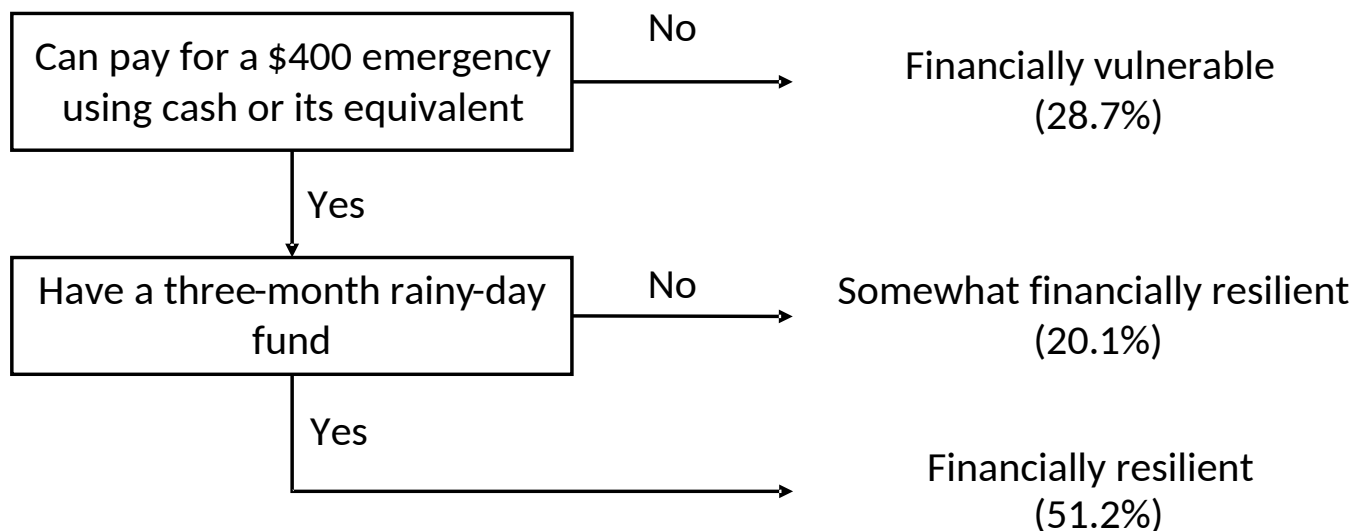 No
Can pay for a $400 emergency
using cash or its equivalent
Financially vulnerable
(28.7%)
Yes
Have a three-month rainy-day
fund
No
Somewhat financially resilient
(20.1%)
Yes
Financially resilient
(51.2%)